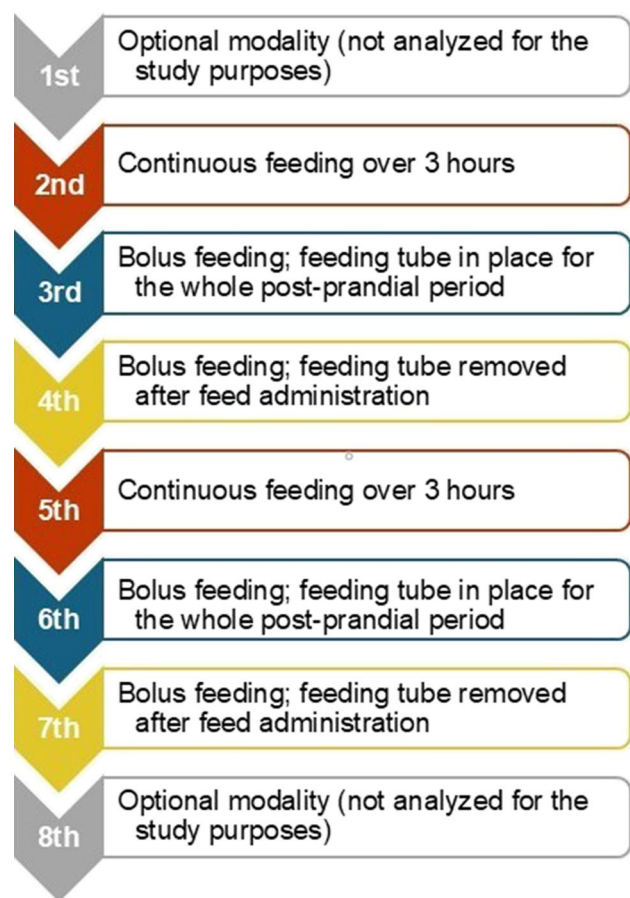 1st
Optional modality (not analyzed for the
study purposes)
2nd
Continuous feeding over 3 hours
3rd
Bolus feeding; feeding tube in place for
the whole post-prandial period
4th
Bolus feeding; feeding tube removed
after feed administration
5th
Continuous feeding over 3 hours
6th
Bolus feeding; feeding tube in place for
the whole post-prandial period
7th
Bolus feeding; feeding tube removed
after feed administration
8th
Optional modality (not analyzed for the
study purposes)